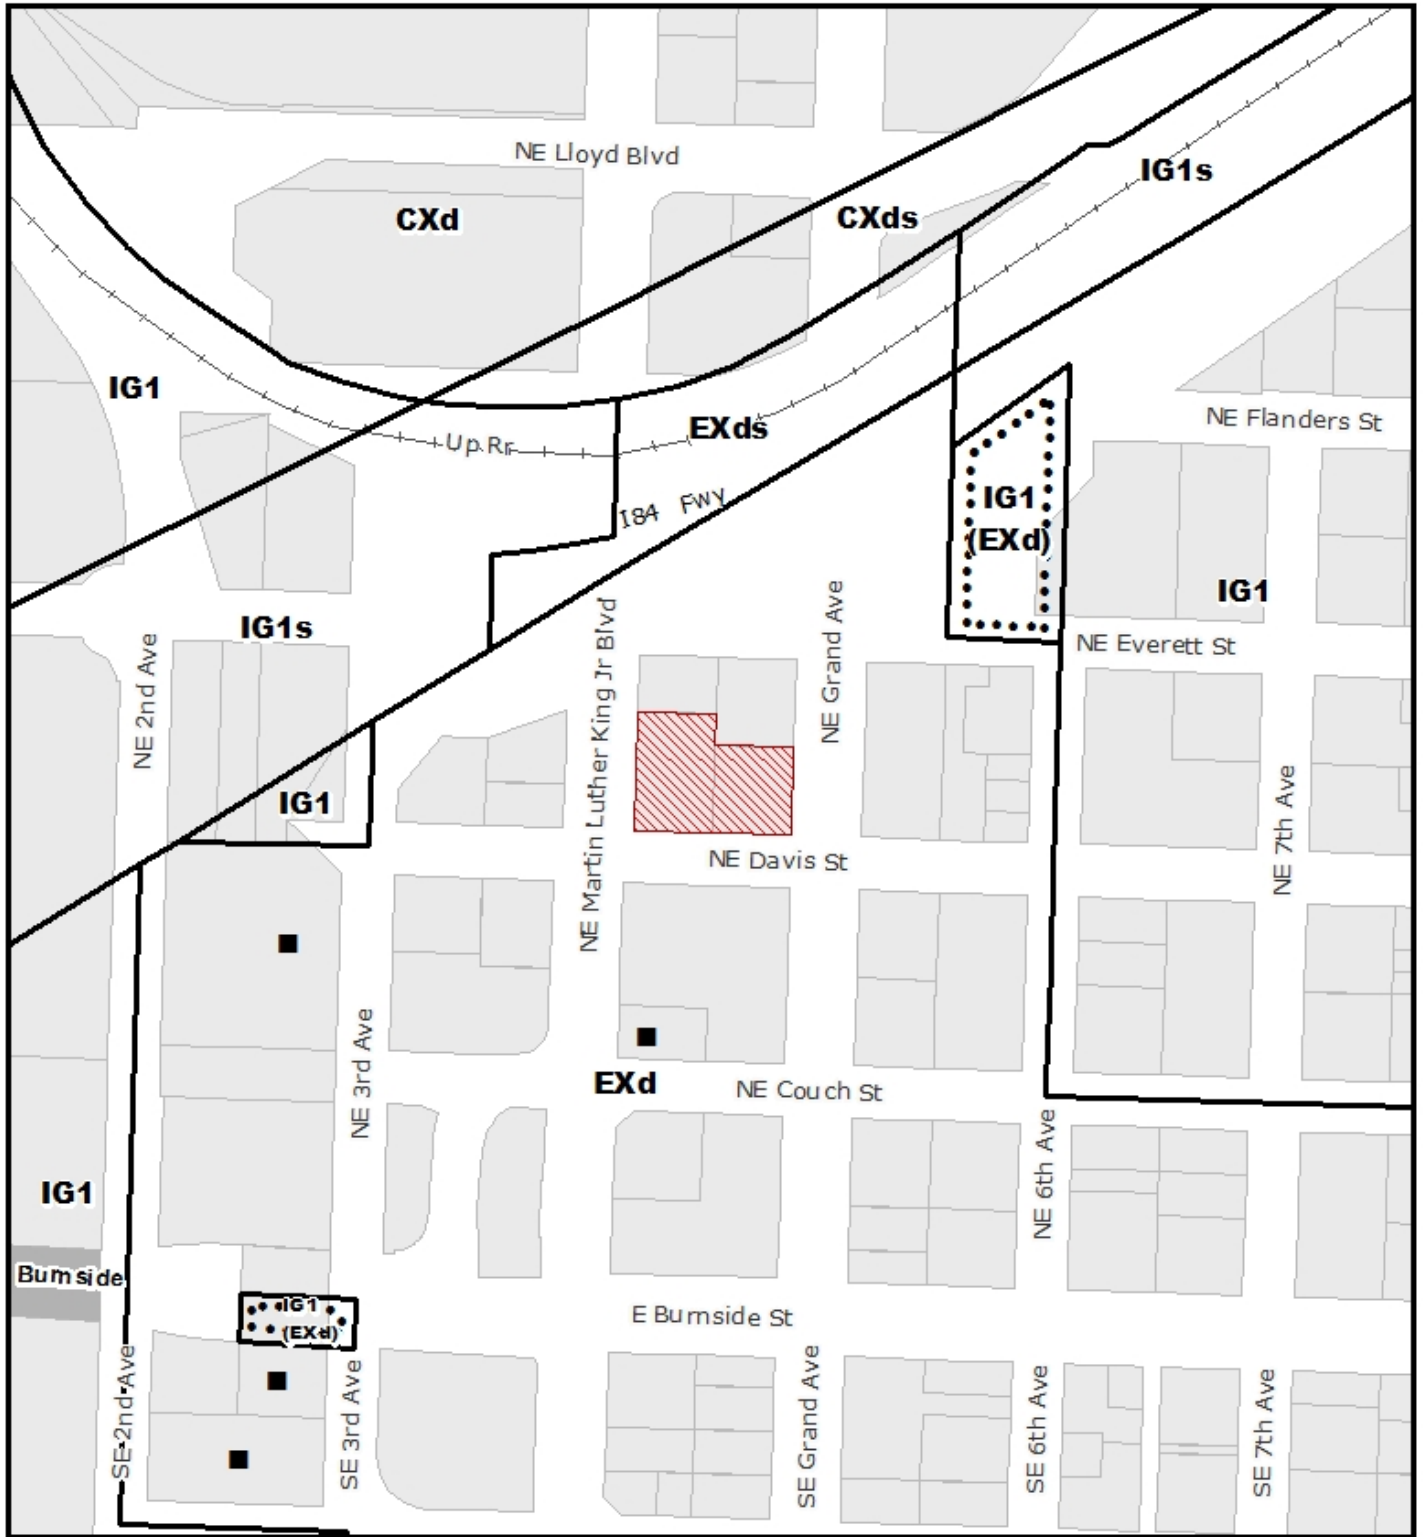 NE Lloyd Blvd
IG1s
CXd
CXds
IG1
Up Rr
EXds
NE Flanders St
I84 Fwy
IG1
(EXd)
IG1
IG1s
NE Everett St
NE 2nd Ave
NE Martin Luther King Jr Blvd
NE Grand Ave
IG1
NE 7th Ave
NE Davis St
NE 3rd Ave
EXd
NE Couch St
NE 6th Ave
IG1
Burnside
IG1
(EXd)
E Burnside St
SE 2nd Ave
SE 3rd Ave
SE Grand Ave
SE 6th Ave
SE 7th Ave